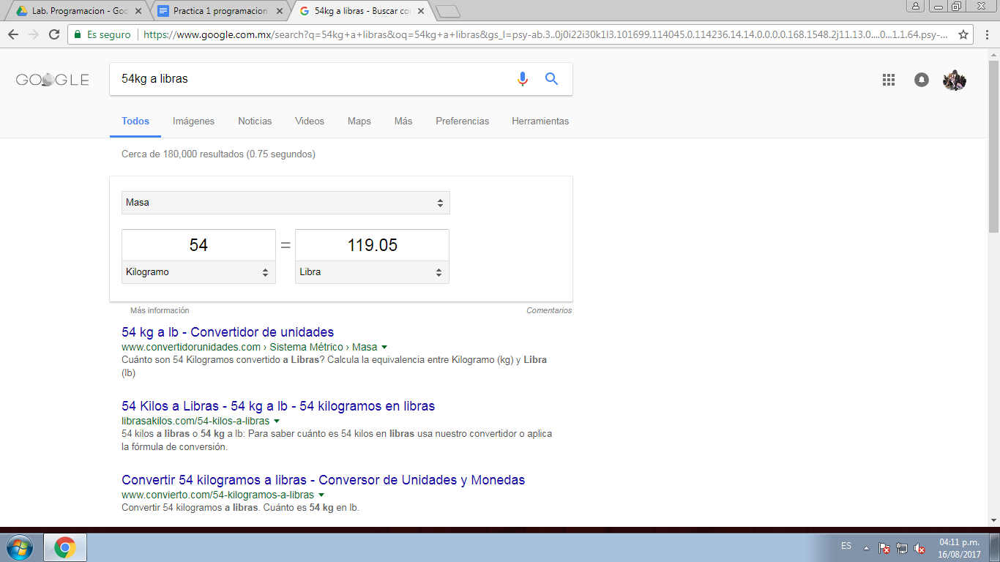 Lab. Programacion - Goo
Practica 1 programacion
54kg a libras - Buscar con
Es seguro
https://www.google.com.mx/search?q=54kg+a+libras&oq=54kg+a+libras&gs_l=psy-ab.3..0j0i22i30k1l3.101699.114045.0.114236.14.14.0.0.0.0.168.1548.2j11.13.0....0...1.1.64.psy-...
GOOGLE
54kg a libras
Todos Imágenes Noticias Videos Maps Más Preferencias Herramientas
Cerca de 180,000 resultados (0.75 segundos)
Masa
54 = 119.05
Kilogramo Libra
Más información Comentarios
54 kg a lb - Convertidor de unidades
www.convertidorunidades.com › Sistema Métrico › Masa
Cuánto son 54 Kilogramos convertido a Libras? Calcula la equivalencia entre Kilogramo (kg) y Libra
(lb)
54 Kilos a Libras - 54 kg a lb - 54 kilogramos en libras
librasakilos.com/54-kilos-a-libras
54 kilos a libras o 54 kg a lb: Para saber cuánto es 54 kilos en libras usa nuestro convertidor o aplica
la fórmula de conversión.
Convertir 54 kilogramos a libras - Conversor de Unidades y Monedas
www.convierto.com/54-kilogramos-a-libras
Convertir 54 kilogramos a libras. Cuánto es 54 kg en lb.
ES
04:11 p.m.
16/08/2017